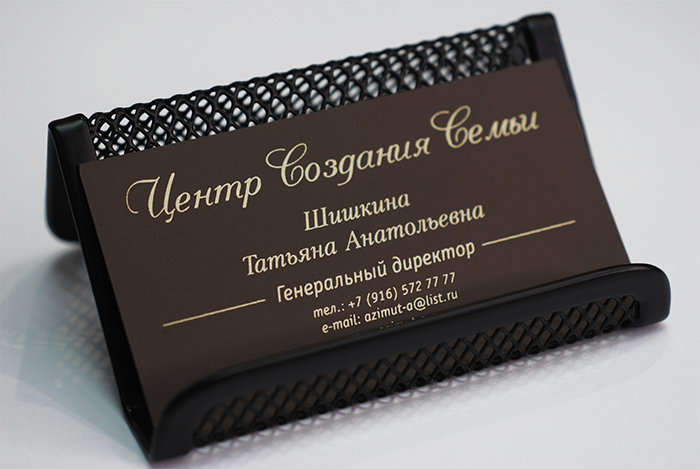 Центр Создания Семьи
Шишкина
Татьяна Анатольевна
Генеральный директор
тел.: +7 (916) 572 77 77
e-mail: azimut-a@list.ru